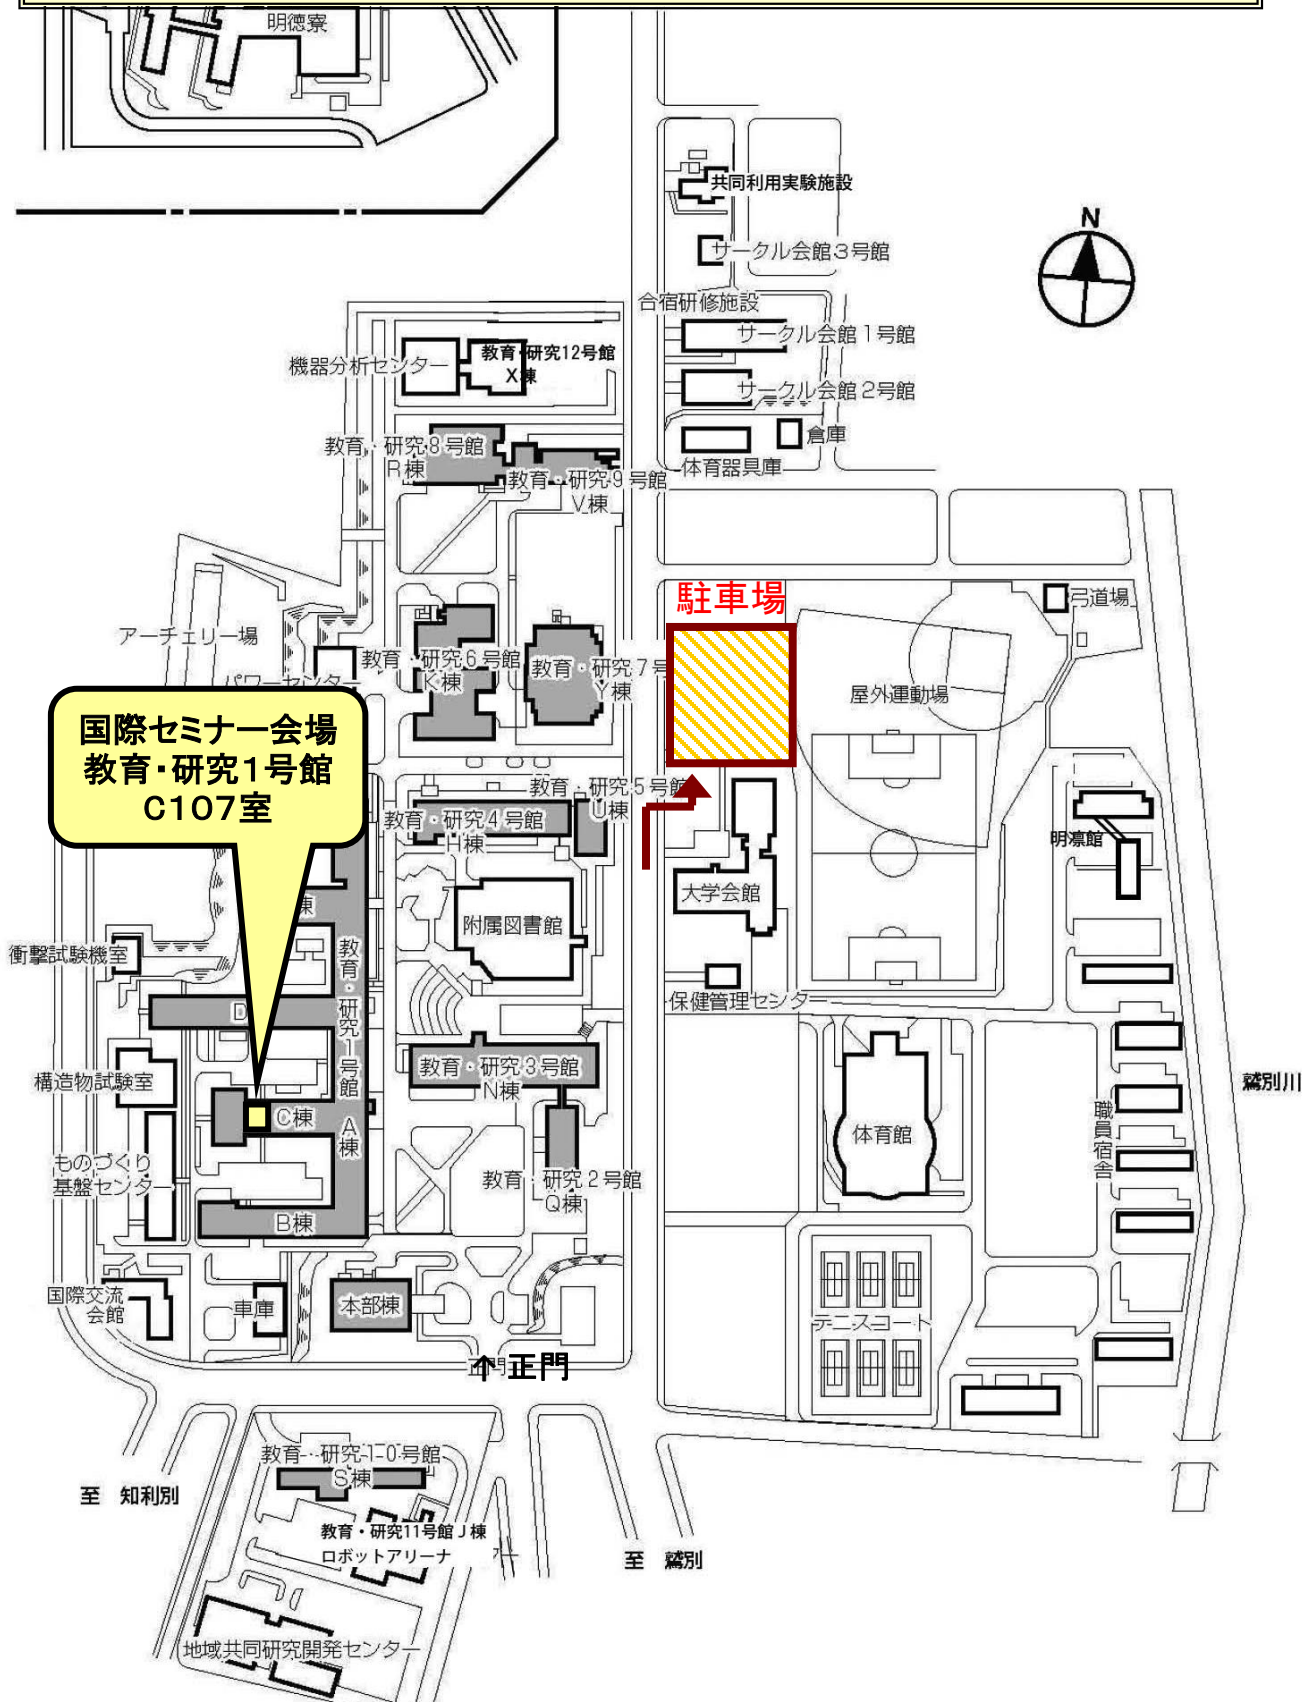 明徳寮
共同利用実験施設
N
サークル会館3号館
合宿研修施設
サークル会館1号館
機器分析センター
教育・研究12号館
X棟
サークル会館2号館
倉庫
体育器具庫
教育・研究8号館
R棟
教育・研究9号館
V棟
駐車場
弓道場
アーチェリー場
教育・研究6号館
K棟
教育・研究7号
Y棟
パワーセンター
屋外運動場
国際セミナー会場
教育・研究1号館
C107室
教育・研究5号館
U棟
教育・研究4号館
H棟
明凛館
大学会館
棟
附属図書館
衝撃試験機室
教育・研究1号館
保健管理センター
D
教育・研究3号館
N棟
構造物試験室
鷲別川
C棟
A棟
職員宿舎
体育館
ものづくり
基盤センター
教育・研究2号館
Q棟
B棟
国際交流
会館
車庫
本部棟
テニスコート
正門
↑正門
教育・研究10号館
S棟
至 知利別
教育・研究11号館J棟
ロボットアリーナ
至 鷲別
地域共同研究開発センター